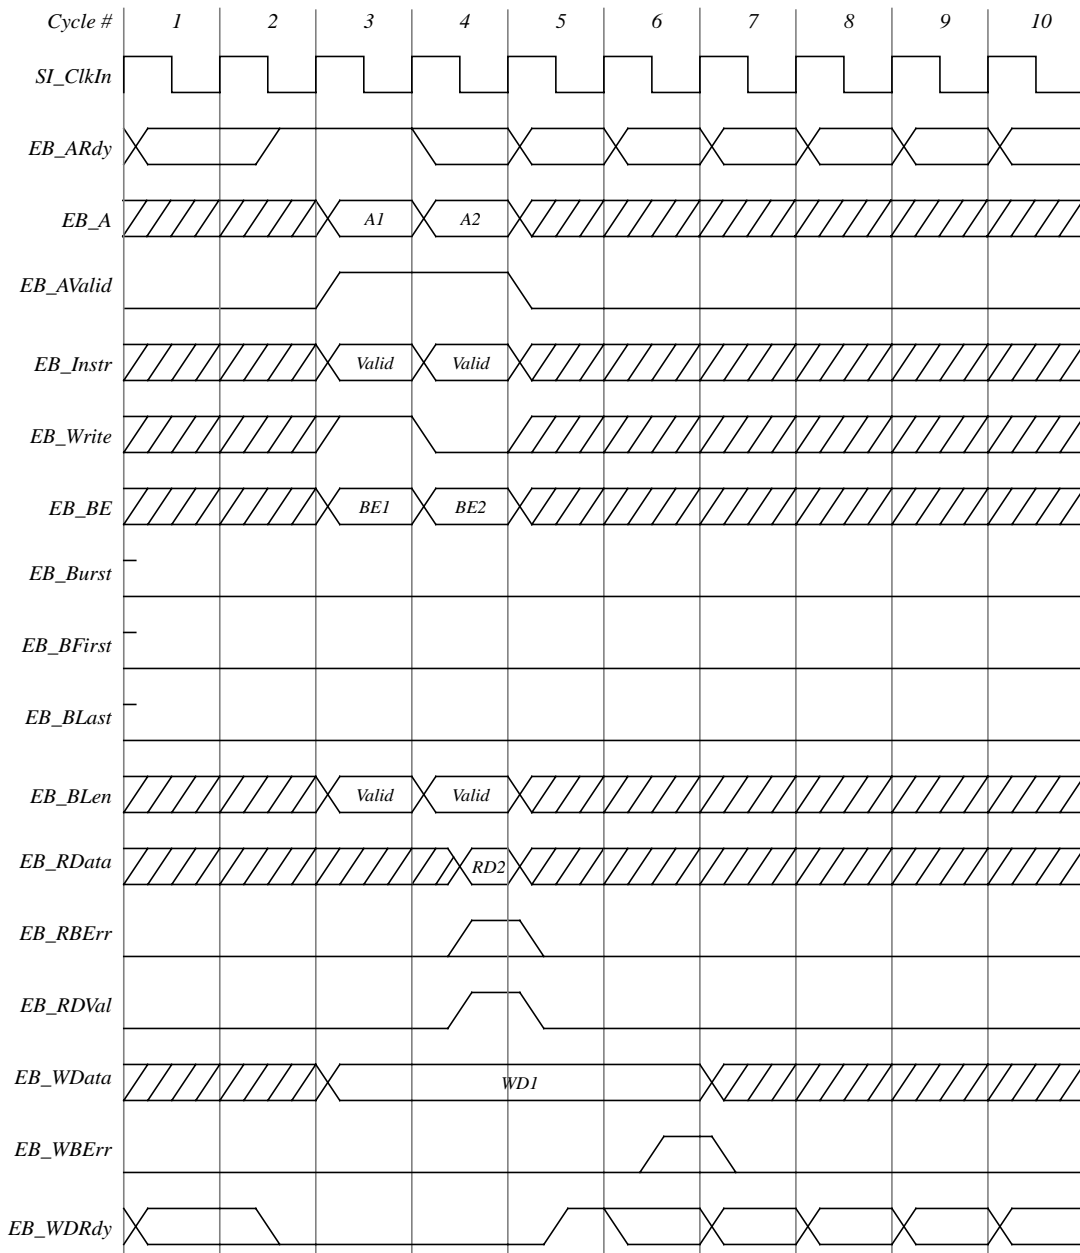 Cycle # 1 2 3 4 5 6 7 8 9 10
SI_ClkIn
EB_ARdy
EB_A A1 A2
EB_AValid
EB_Instr Valid Valid
EB_Write
EB_BE BE1 BE2
EB_Burst
EB_BFirst
EB_BLast
EB_BLen Valid Valid
EB_RData RD2
EB_RBErr
EB_RDVal
EB_WData WD1
EB_WBErr
EB_WDRdy